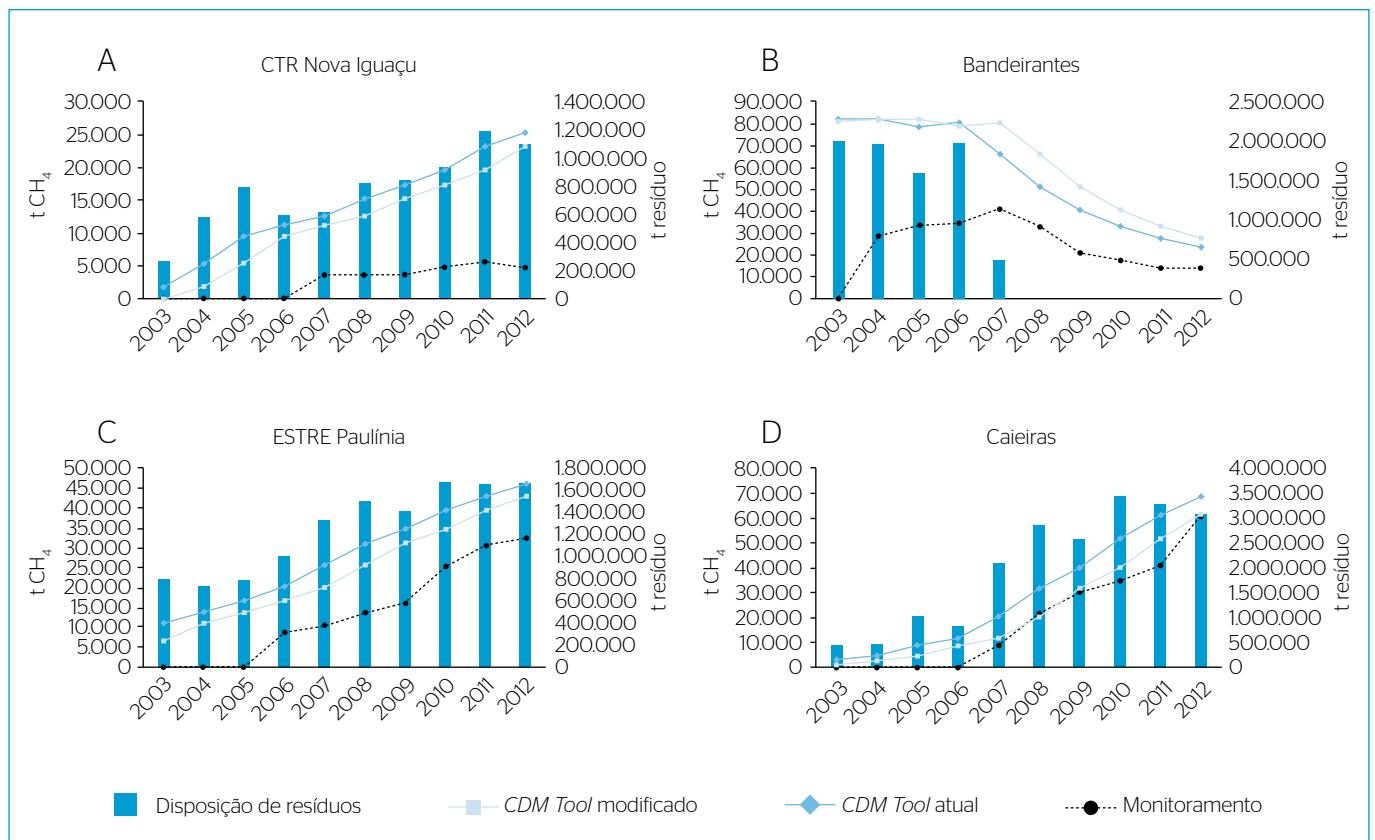 A
CTR Nova Iguaçu
t CH₄
30.000
25.000
20.000
15.000
10.000
5.000
0
1.400.000
1.200.000
1.000.000
800.000
600.000
400.000
200.000
0
t resíduo
2003 2004 2005 2006 2007 2008 2009 2010 2011 2012
B
Bandeirantes
t CH₄
90.000
80.000
70.000
60.000
50.000
40.000
30.000
20.000
10.000
0
2.500.000
2.000.000
1.500.000
1.000.000
500.000
0
t resíduo
2003 2004 2005 2006 2007 2008 2009 2010 2011 2012
C
ESTRE Paulínia
t CH₄
50.000
45.000
40.000
35.000
30.000
25.000
20.000
15.000
10.000
5.000
0
1.800.000
1.600.000
1.400.000
1.200.000
1.000.000
800.000
600.000
400.000
200.000
0
t resíduo
2003 2004 2005 2006 2007 2008 2009 2010 2011 2012
D
Caieiras
t CH₄
80.000
70.000
60.000
50.000
40.000
30.000
20.000
10.000
0
4.000.000
3.500.000
3.000.000
2.500.000
2.000.000
1.500.000
1.000.000
500.000
0
t resíduo
2003 2004 2005 2006 2007 2008 2009 2010 2011 2012
Disposição de resíduos
CDM Tool modificado
CDM Tool atual
Monitoramento